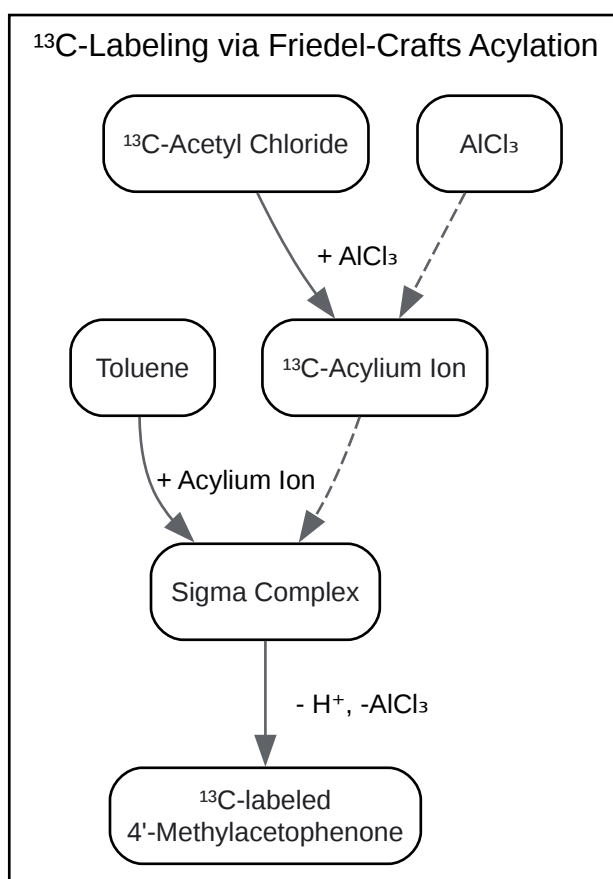 ¹³C-Labeling via Friedel-Crafts Acylation
¹³C-Acetyl Chloride
AlCl₃
+ AlCl₃
Toluene
¹³C-Acylium Ion
+ Acylium Ion
Sigma Complex
- H⁺, -AlCl₃
¹³C-labeled
4'-Methylacetophenone